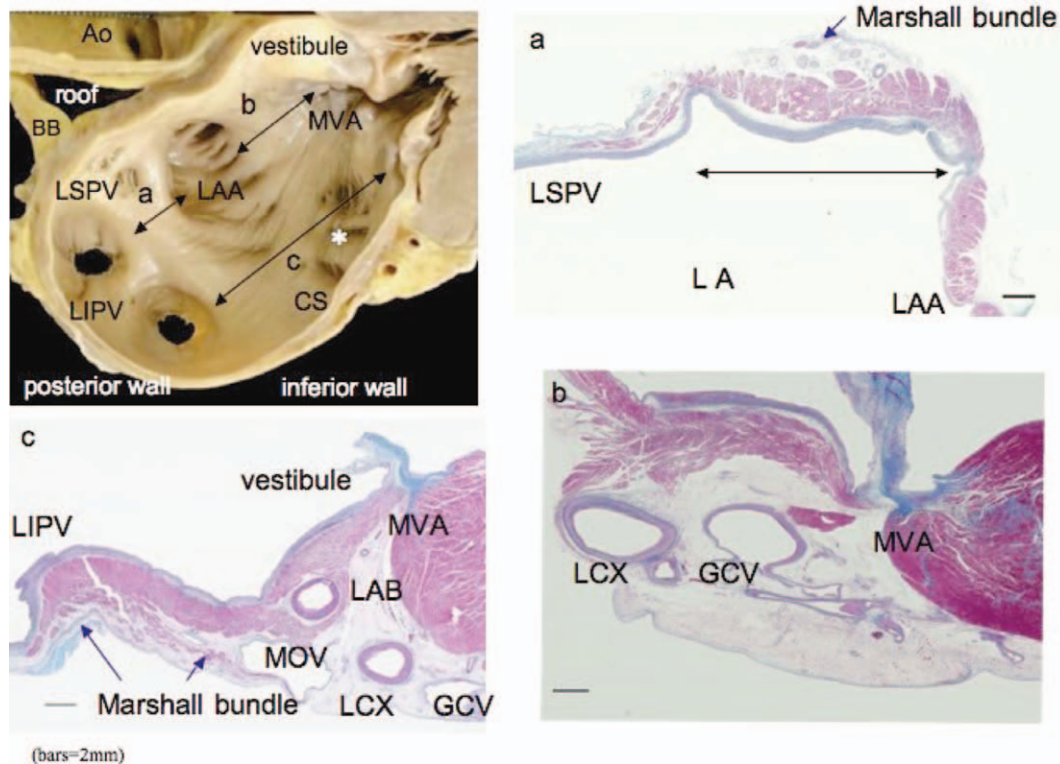 Ao
vestibule
roof
b
BB
MVA
LSPV
a
LAA
*
c
LIPV
CS
posterior wall
inferior wall
a
Marshall bundle
LSPV
L A
LAA
b
LCX
GCV
MVA
c
vestibule
LIPV
MVA
LAB
MOV
Marshall bundle
LCX
GCV
(bars=2mm)